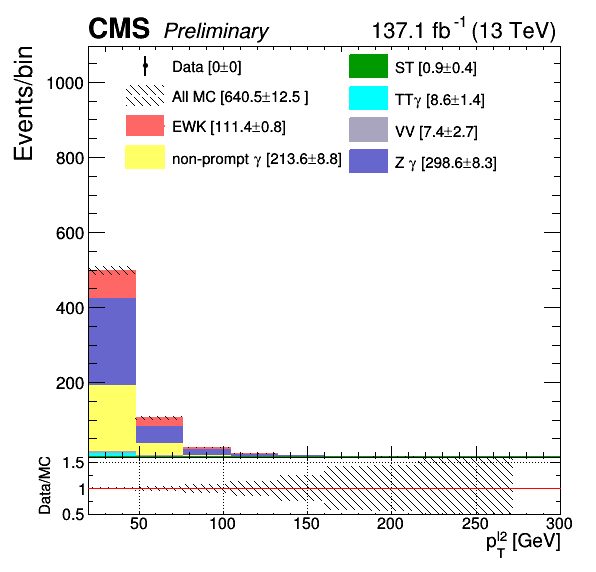 CMS Preliminary 137.1 fb⁻¹ (13 TeV)
Events/bin
1000
800
600
400
200
Data [0±0]
All MC [640.5±12.5 ]
EWK [111.4±0.8]
non-prompt γ [213.6±8.8]
ST [0.9±0.4]
TTγ [8.6±1.4]
VV [7.4±2.7]
Z γ [298.6±8.3]
Data/MC
1.5
1
0.5
50 100 150 200 250 300
p_T^l2 [GeV]